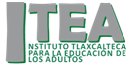 ITEA
INSTITUTO TLAXCALTECA
PARA LA EDUCACIÓN DE
LOS ADULTOS